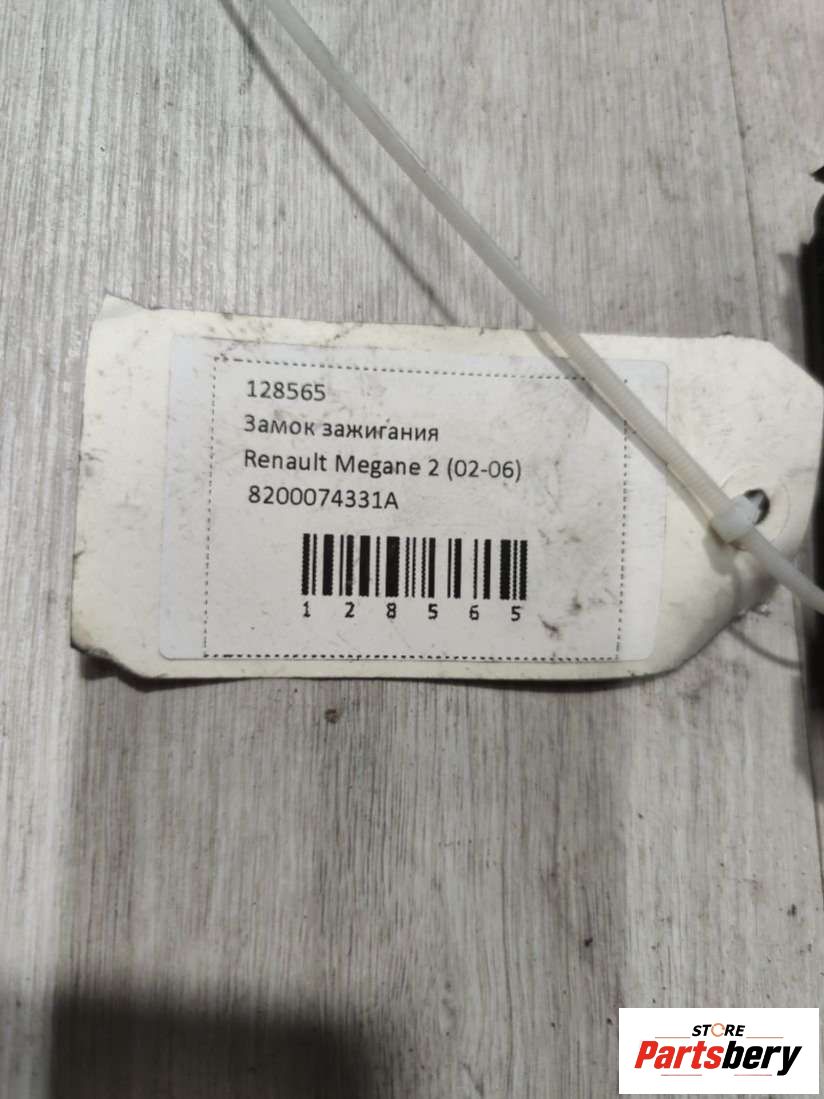 128565
Замок зажигания
Renault Megane 2 (02-06)
8200074331A
1 2 8 5 6 5
STORE
Partsbery